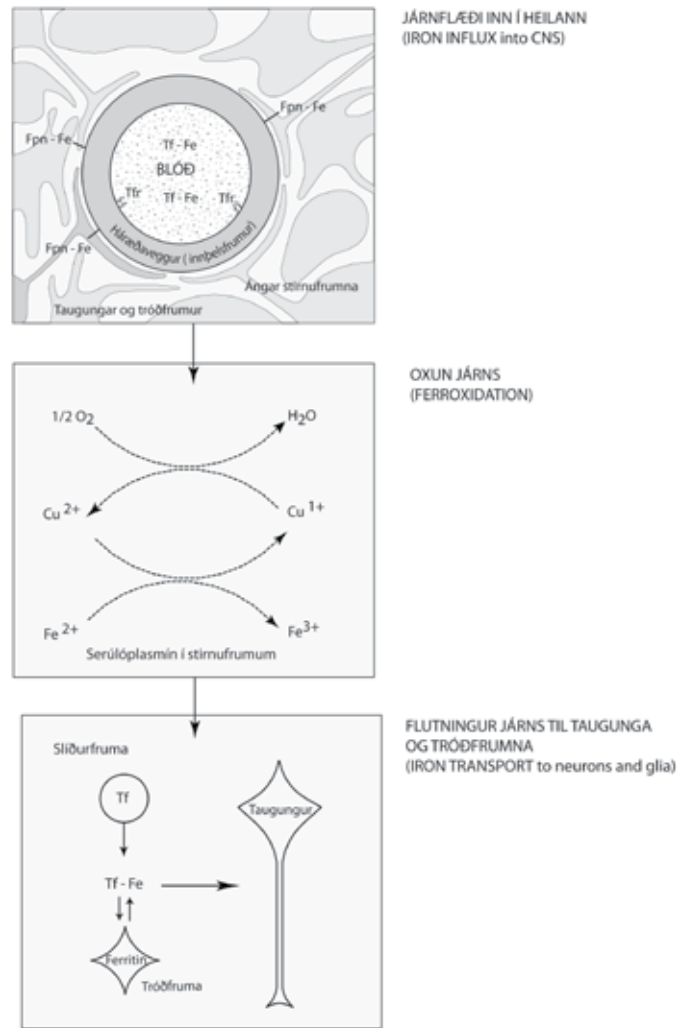 JÁRNFLÆÐI INN Í HEILANN
(IRON INFLUX into CNS)
Fpn - Fe
Fpn - Fe
Tf - Fe
BLÓÐ
Tfr
Tf - Fe
Tfr
Háræðaveggur ( innþelsfrumur)
Fpn - Fe
Angar stirnufrumna
Taugungar og tróðfrumur
OXUN JÁRNS
(FERROXIDATION)
1/2 O2
H2O
Cu 2+
Cu 1+
Fe 2+
Fe3+
Serúlóplasmín í stirnufrumum
FLUTNINGUR JÁRNS TIL TAUGUNGA
OG TRÓÐFRUMNA
(IRON TRANSPORT to neurons and glia)
Slíðurfruma
Tf
Taugungur
Tf - Fe
Ferritin
Tróðfruma